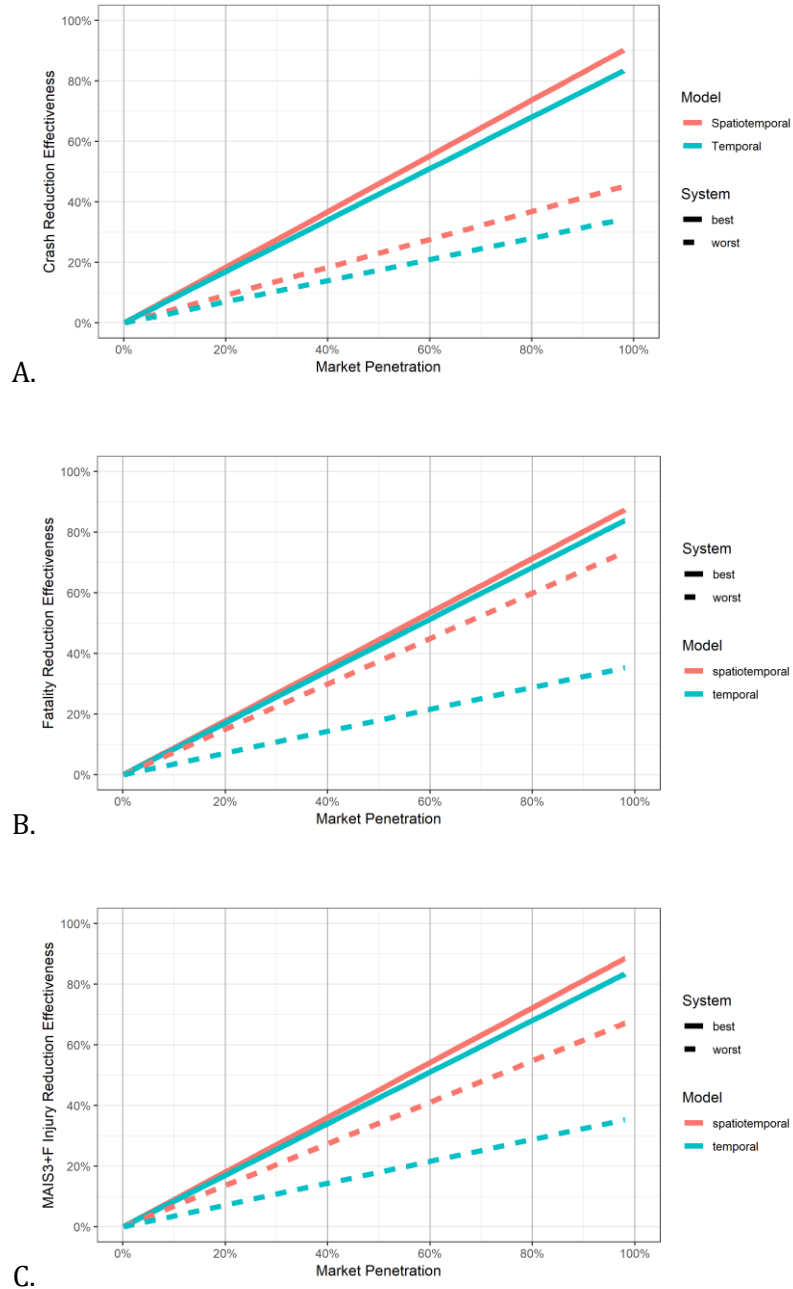 Crash Reduction Effectiveness
100%
80%
60%
40%
20%
0%
0% 20% 40% 60% 80% 100%
Market Penetration
Model
Spatiotemporal
Temporal
System
best
worst
A.
Fatality Reduction Effectiveness
100%
80%
60%
40%
20%
0%
0% 20% 40% 60% 80% 100%
Market Penetration
System
best
worst
Model
spatiotemporal
temporal
B.
MAIS3+F Injury Reduction Effectiveness
100%
80%
60%
40%
20%
0%
0% 20% 40% 60% 80% 100%
Market Penetration
System
best
worst
Model
spatiotemporal
temporal
C.